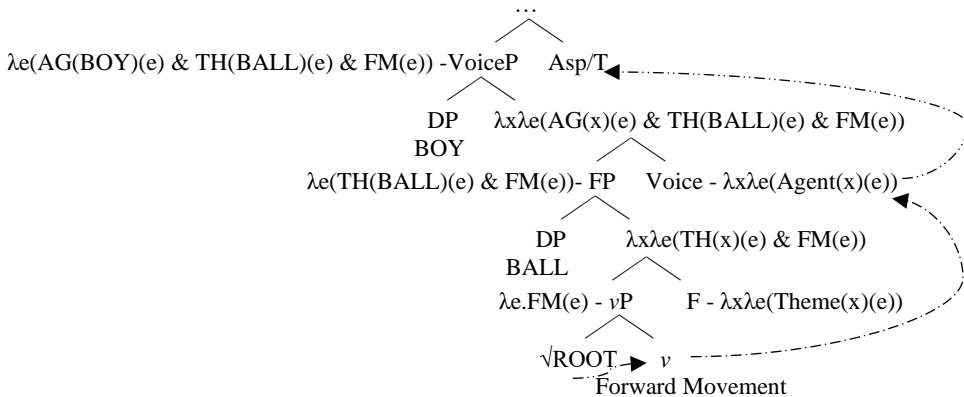 …
λe(AG(BOY)(e) & TH(BALL)(e) & FM(e)) -VoiceP Asp/T
DP λxλe(AG(x)(e) & TH(BALL)(e) & FM(e))
BOY
λe(TH(BALL)(e) & FM(e))- FP Voice - λxλe(Agent(x)(e))
DP λxλe(TH(x)(e) & FM(e))
BALL
λe.FM(e) - vP F - λxλe(Theme(x)(e))
√ROOT v
Forward Movement